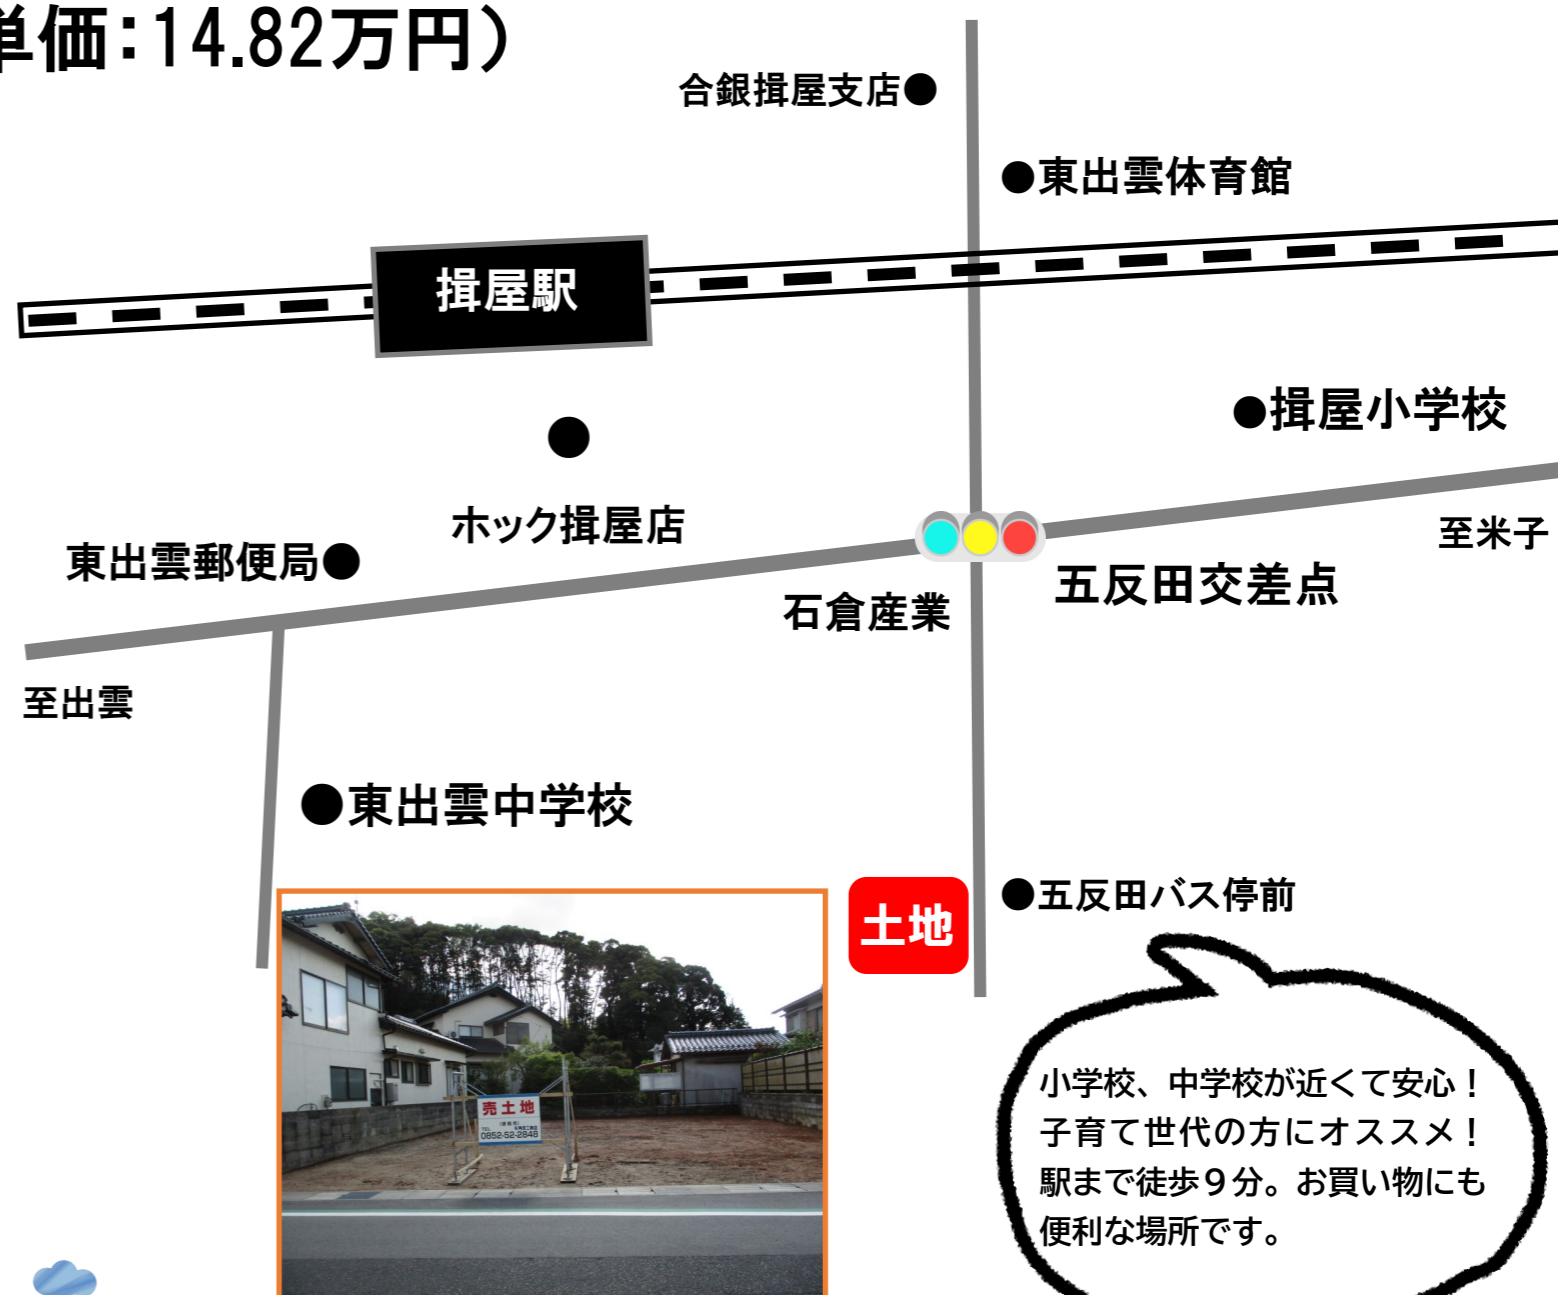 単価：14.82万円）
合銀揖屋支店●
●東出雲体育館
揖屋駅
●揖屋小学校
ホック揖屋店
東出雲郵便局●
至米子
五反田交差点
石倉産業
至出雲
●東出雲中学校
土地
●五反田バス停前
売土地
TEL
0852-52-2848
小学校、中学校が近くて安心！
子育て世代の方にオススメ！
駅まで徒歩９分。お買い物にも
便利な場所です。